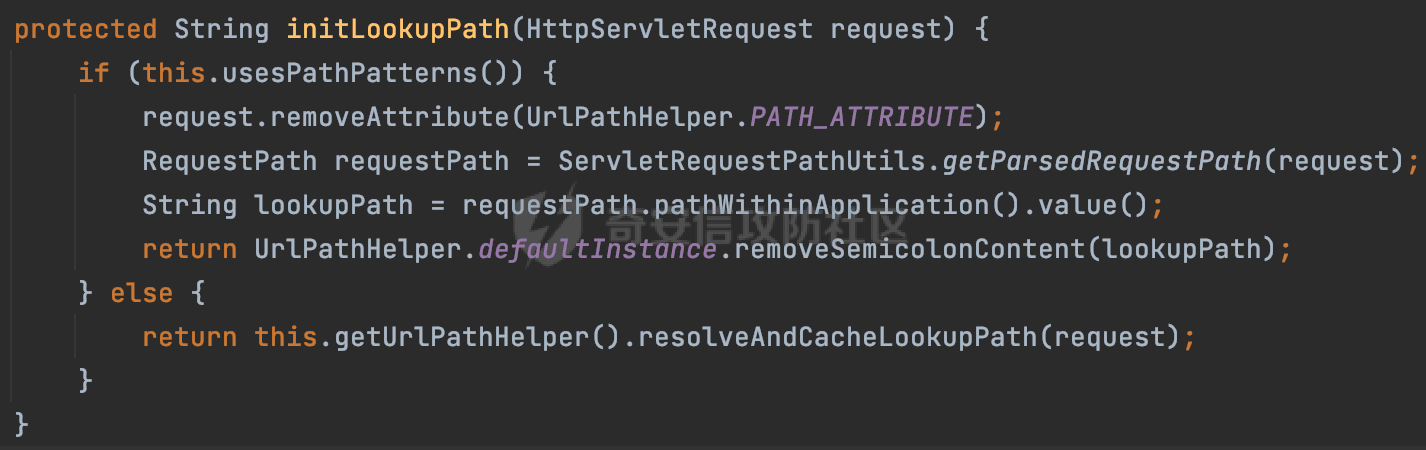 protected String initLookupPath(HttpServletRequest request) {
if (this.usesPathPatterns()) {
request.removeAttribute(UrlPathHelper.PATH_ATTRIBUTE);
RequestPath requestPath = ServletRequestPathUtils.getParsedRequestPath(request);
String lookupPath = requestPath.pathWithinApplication().value();
奇安信攻防社区
return UrlPathHelper.defaultInstance.removeSemicolonContent(lookupPath);
} else {
return this.getUrlPathHelper().resolveAndCacheLookupPath(request);
}
}